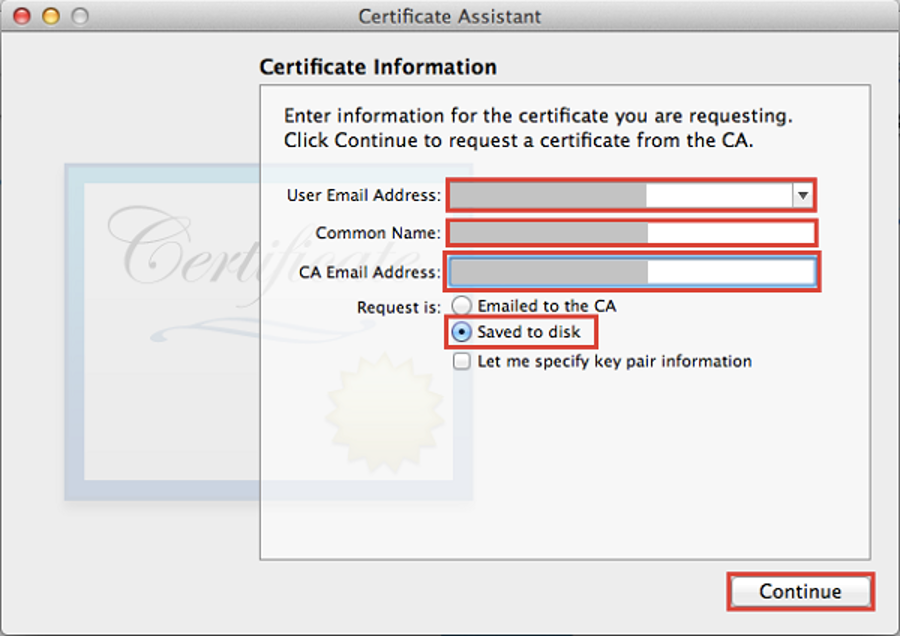 Certificate Assistant
Certificate Information
Enter information for the certificate you are requesting.
Click Continue to request a certificate from the CA.
Certificate
User Email Address:
Common Name:
CA Email Address:
Request is:
Emailed to the CA
Saved to disk
Let me specify key pair information
Continue